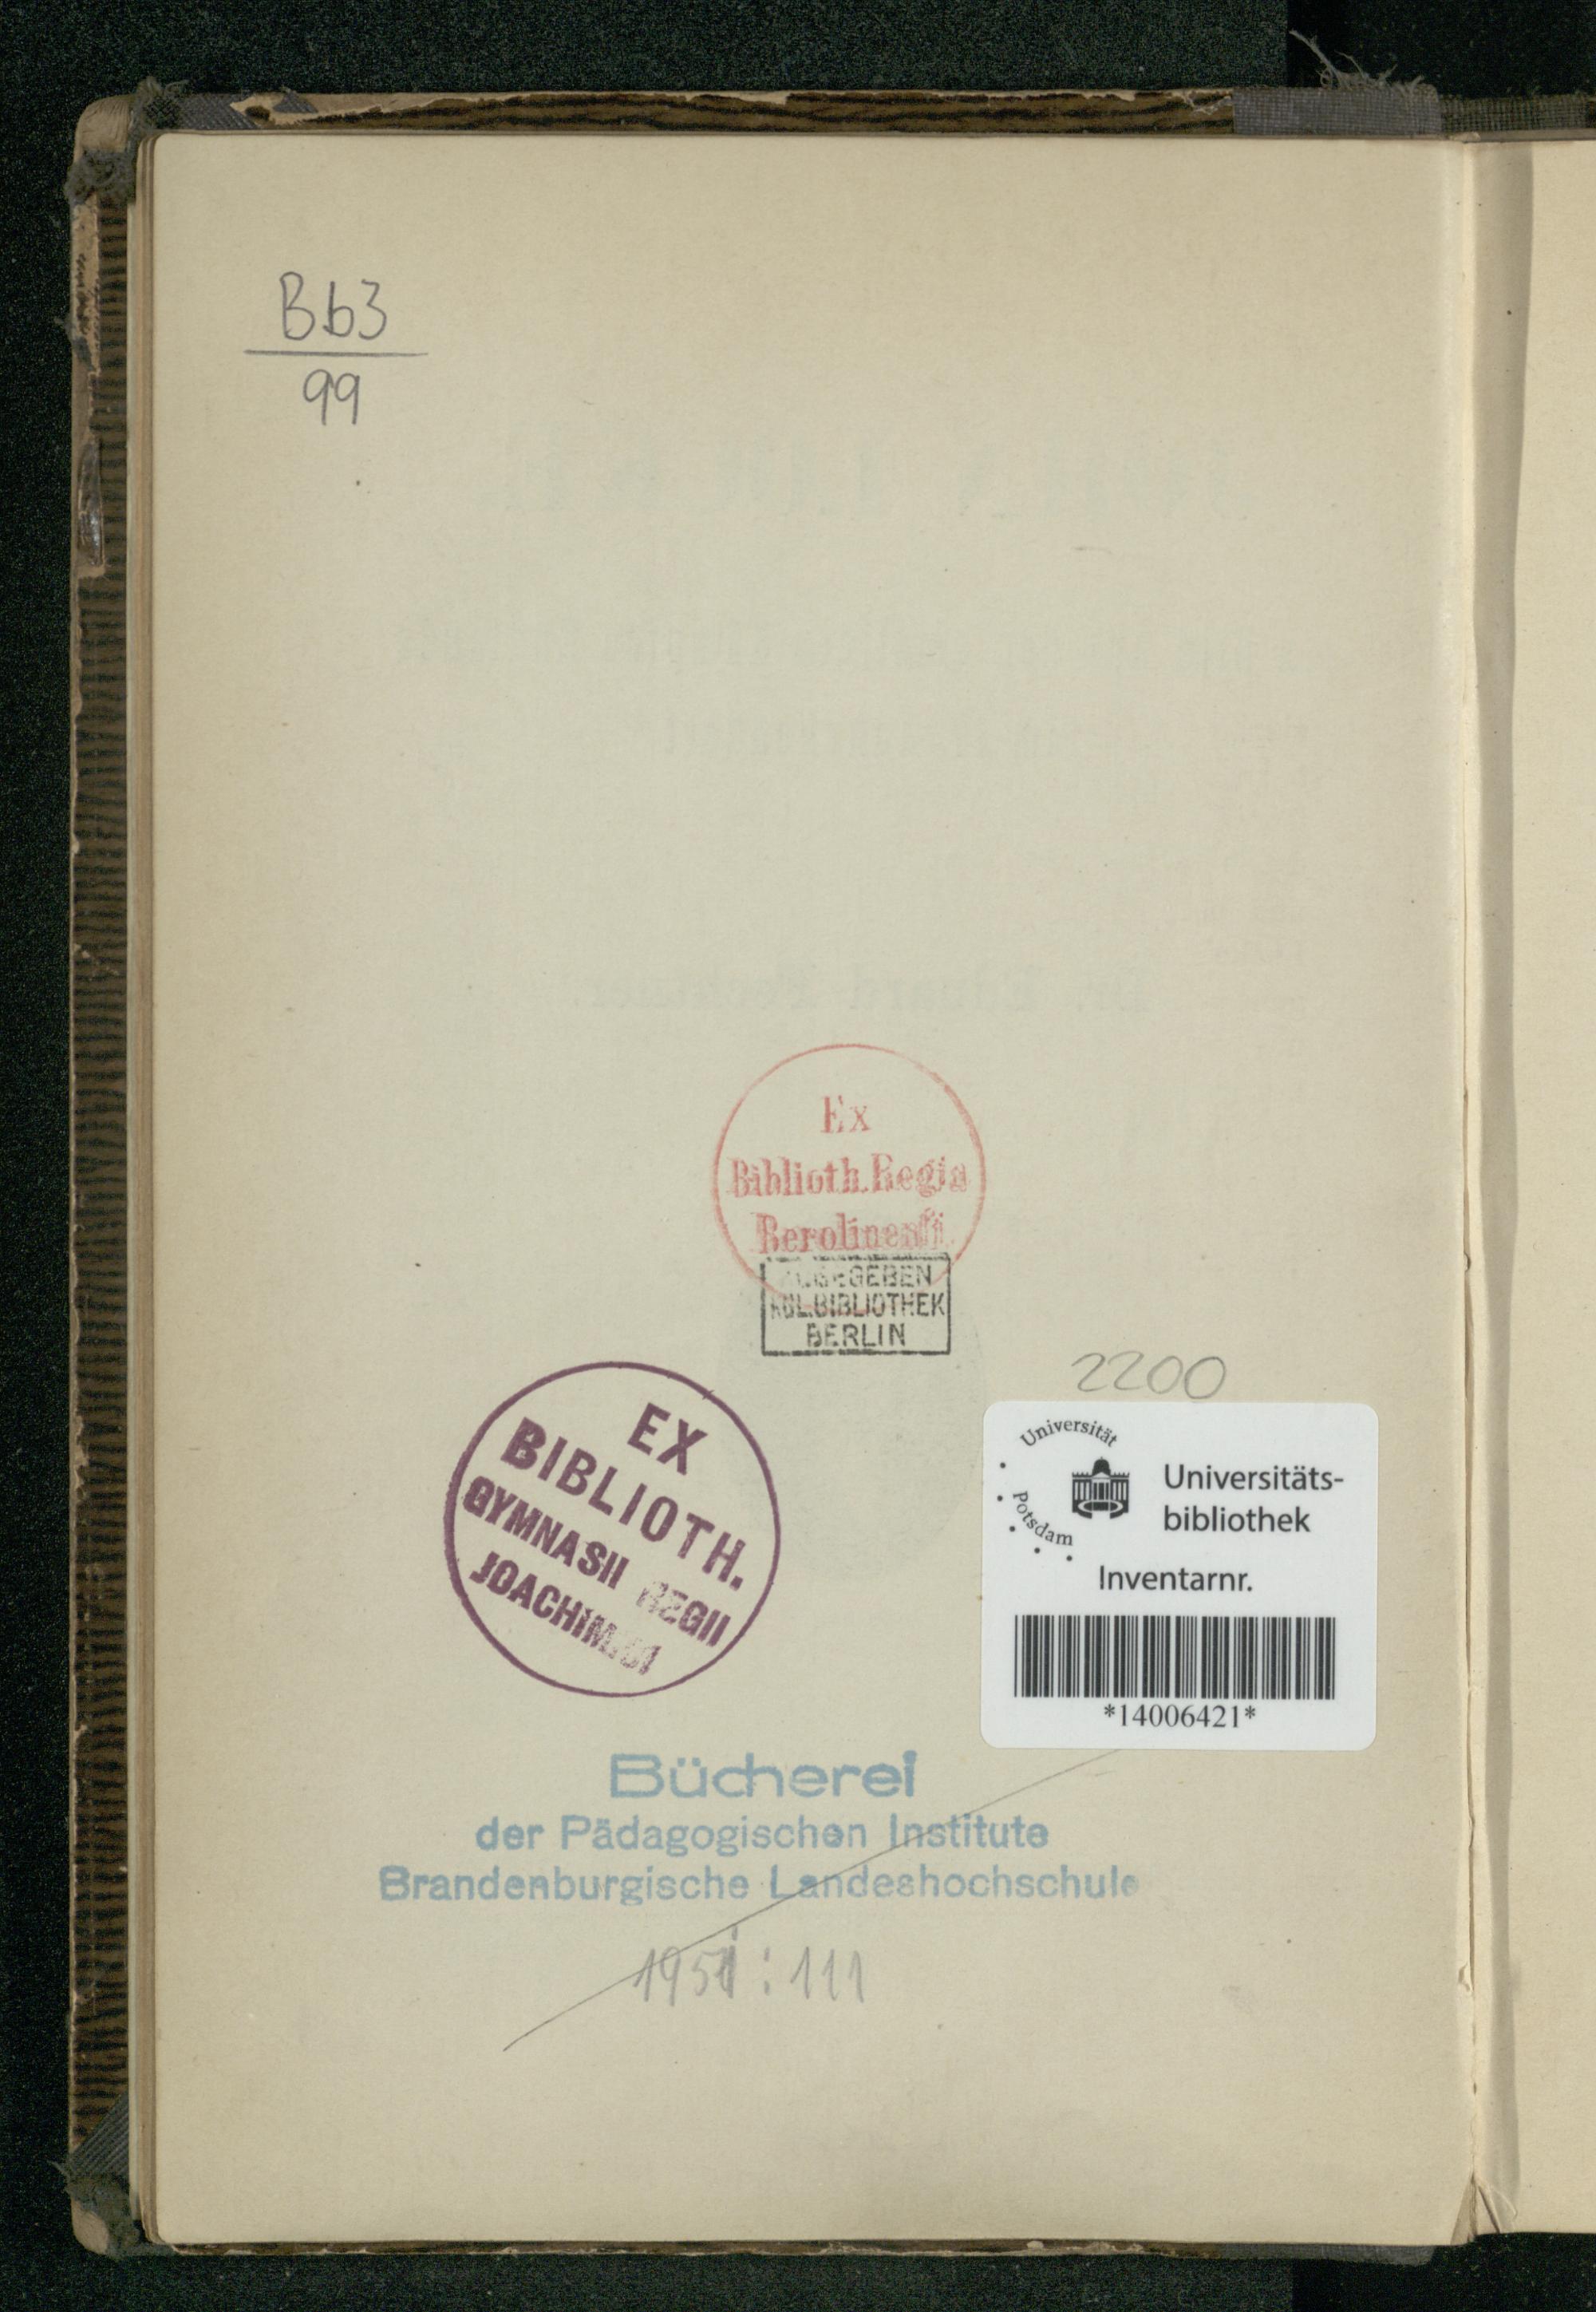 Bb3
99
Ex
Biblioth. Regia
Berolinensi
KGL. BIBLIOTHEK
BERLIN
2200
EX
BIBLIOTH.
GYMNASII REGII
JOACHIMICI
Universität
Potsdam
Universitäts-
bibliothek
Inventarnr.
*14006421*
Bücherei
der Pädagogischen Institute
Brandenburgische Landeshochschule
: 111